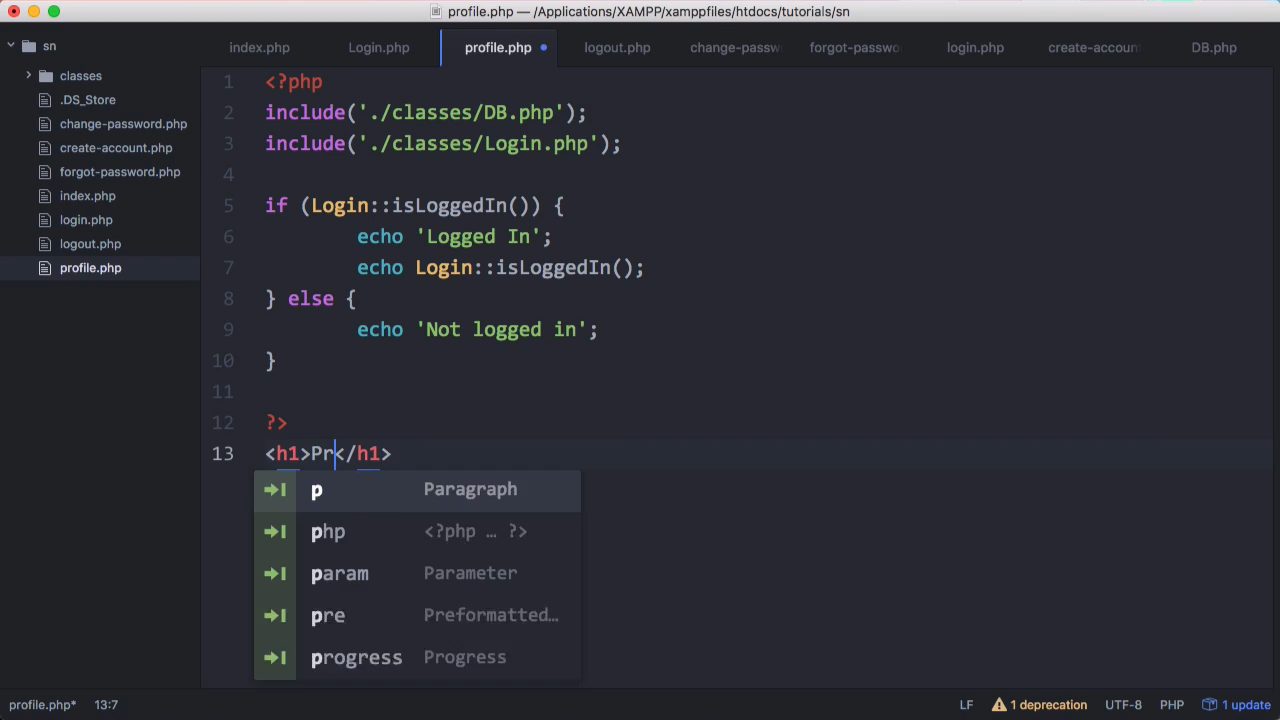 profile.php — /Applications/XAMPP/xamppfiles/htdocs/tutorials/sn
sn
classes
.DS_Store
change-password.php
create-account.php
forgot-password.php
index.php
login.php
logout.php
profile.php
index.php Login.php profile.php logout.php change-passw forgot-passwo login.php create-account DB.php
1 <?php
2 include('./classes/DB.php');
3 include('./classes/Login.php');
4
5 if (Login::isLoggedIn()) {
6 echo 'Logged In';
7 echo Login::isLoggedIn();
8 } else {
9 echo 'Not logged in';
10 }
11
12 ?>
13 <h1>Pr</h1>
p Paragraph
php <?php … ?>
param Parameter
pre Preformatted…
progress Progress
profile.php* 13:7 LF 1 deprecation UTF-8 PHP 1 update